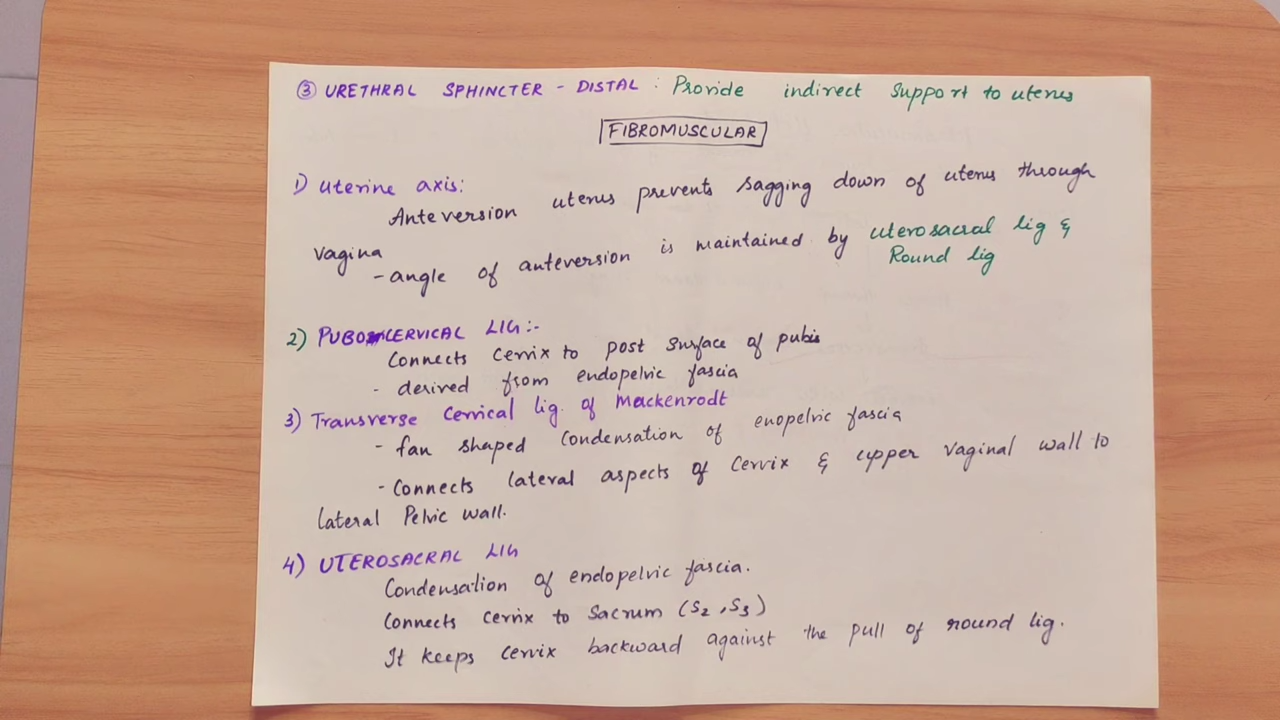 ③ URETHRAL SPHINCTER - DISTAL : Provide indirect support to uterus
FIBROMUSCULAR
1) uterine axis:
Anteversion uterus prevents sagging down of uterus through
vagina
- angle of anteversion is maintained by uterosacral lig &
Round lig
2) PUBOCERVICAL LIG:-
Connects cervix to post surface of pubis
- derived from endopelvic fascia
3) Transverse cervical lig. of Mackenrodt
- fan shaped condensation of enopelvic fascia
- Connects lateral aspects of cervix & upper vaginal wall to
lateral Pelvic wall.
4) UTEROSACRAL LIG
Condensation of endopelvic fascia.
Connects cervix to Sacrum (S2, S3)
It keeps cervix backward against the pull of round lig.